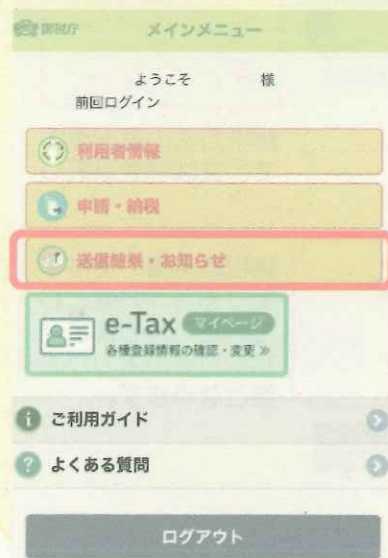 国税庁 メインメニュー
ようこそ 様
前回ログイン
利用者情報
申請・納税
送信結果・お知らせ
e-Tax マイページ
各種登録情報の確認・変更 »
i ご利用ガイド
? よくある質問
ログアウト